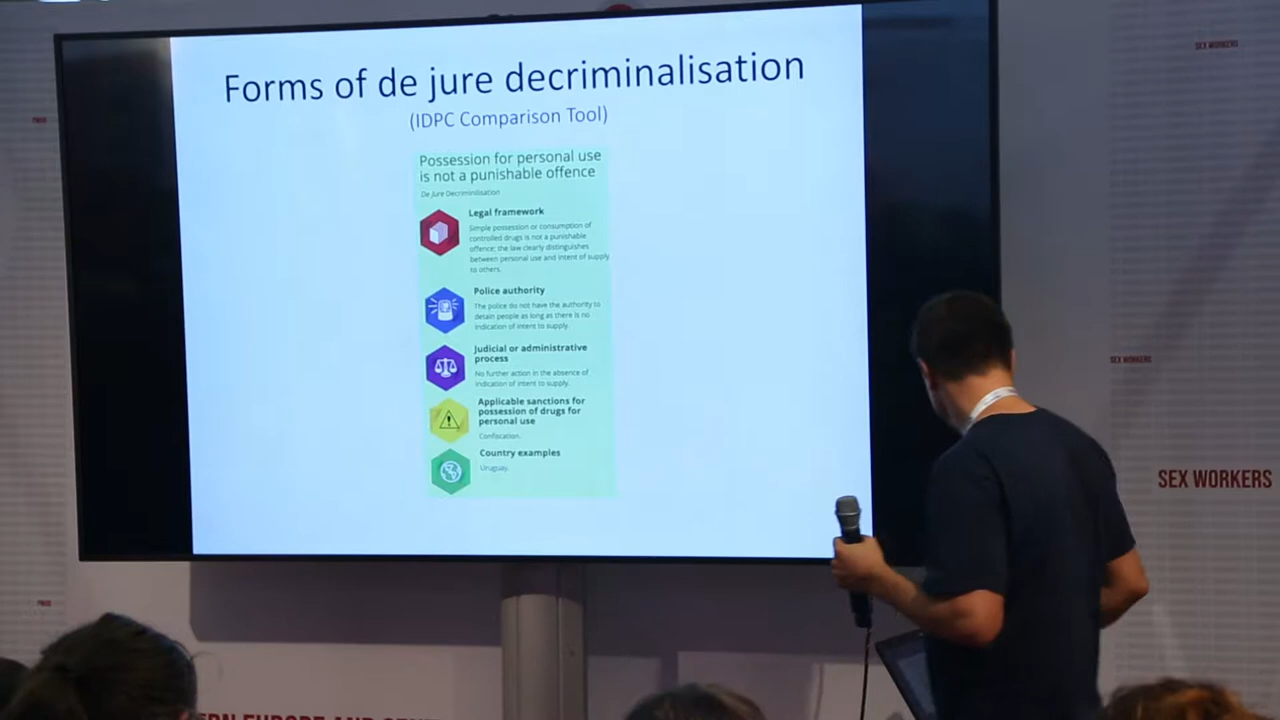 Forms of de jure decriminalisation
(IDPC Comparison Tool)
Possession for personal use
is not a punishable offence
De Jure Decriminilisation
Legal framework
Simple possession or consumption of
controlled drugs is not a punishable
offence; the law clearly distinguishes
between personal use and intent of supply
to others.
Police authority
The police do not have the authority to
detain people as long as there is no
indication of intent to supply.
Judicial or administrative
process
No further action in the absence of
indication of intent to supply.
Applicable sanctions for
possession of drugs for
personal use
Confiscation.
Country examples
Uruguay.
SEX WORKERS
SEX WORKERS
SEX WORKERS
EUROPE AND